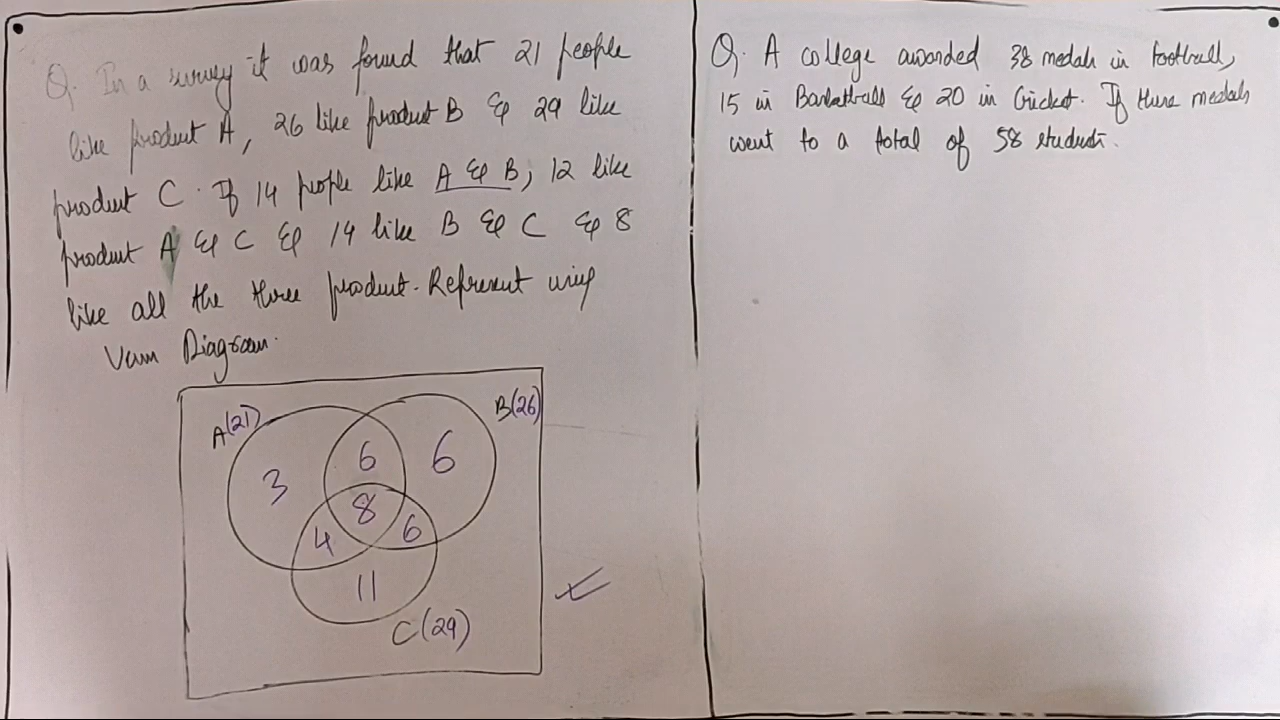 Q. In a survey it was found that 21 people
like product A, 26 like product B & 29 like
product C. If 14 people like A & B, 12 like
product A & C & 14 like B & C & 8
like all the three product. Represent using
Venn Diagram.
A(21)
B(26)
6
6
3
8
4
6
11
C(29)
Q. A college awarded 38 medals in football,
15 in Basketball & 20 in Cricket. If these medals
went to a total of 58 students.